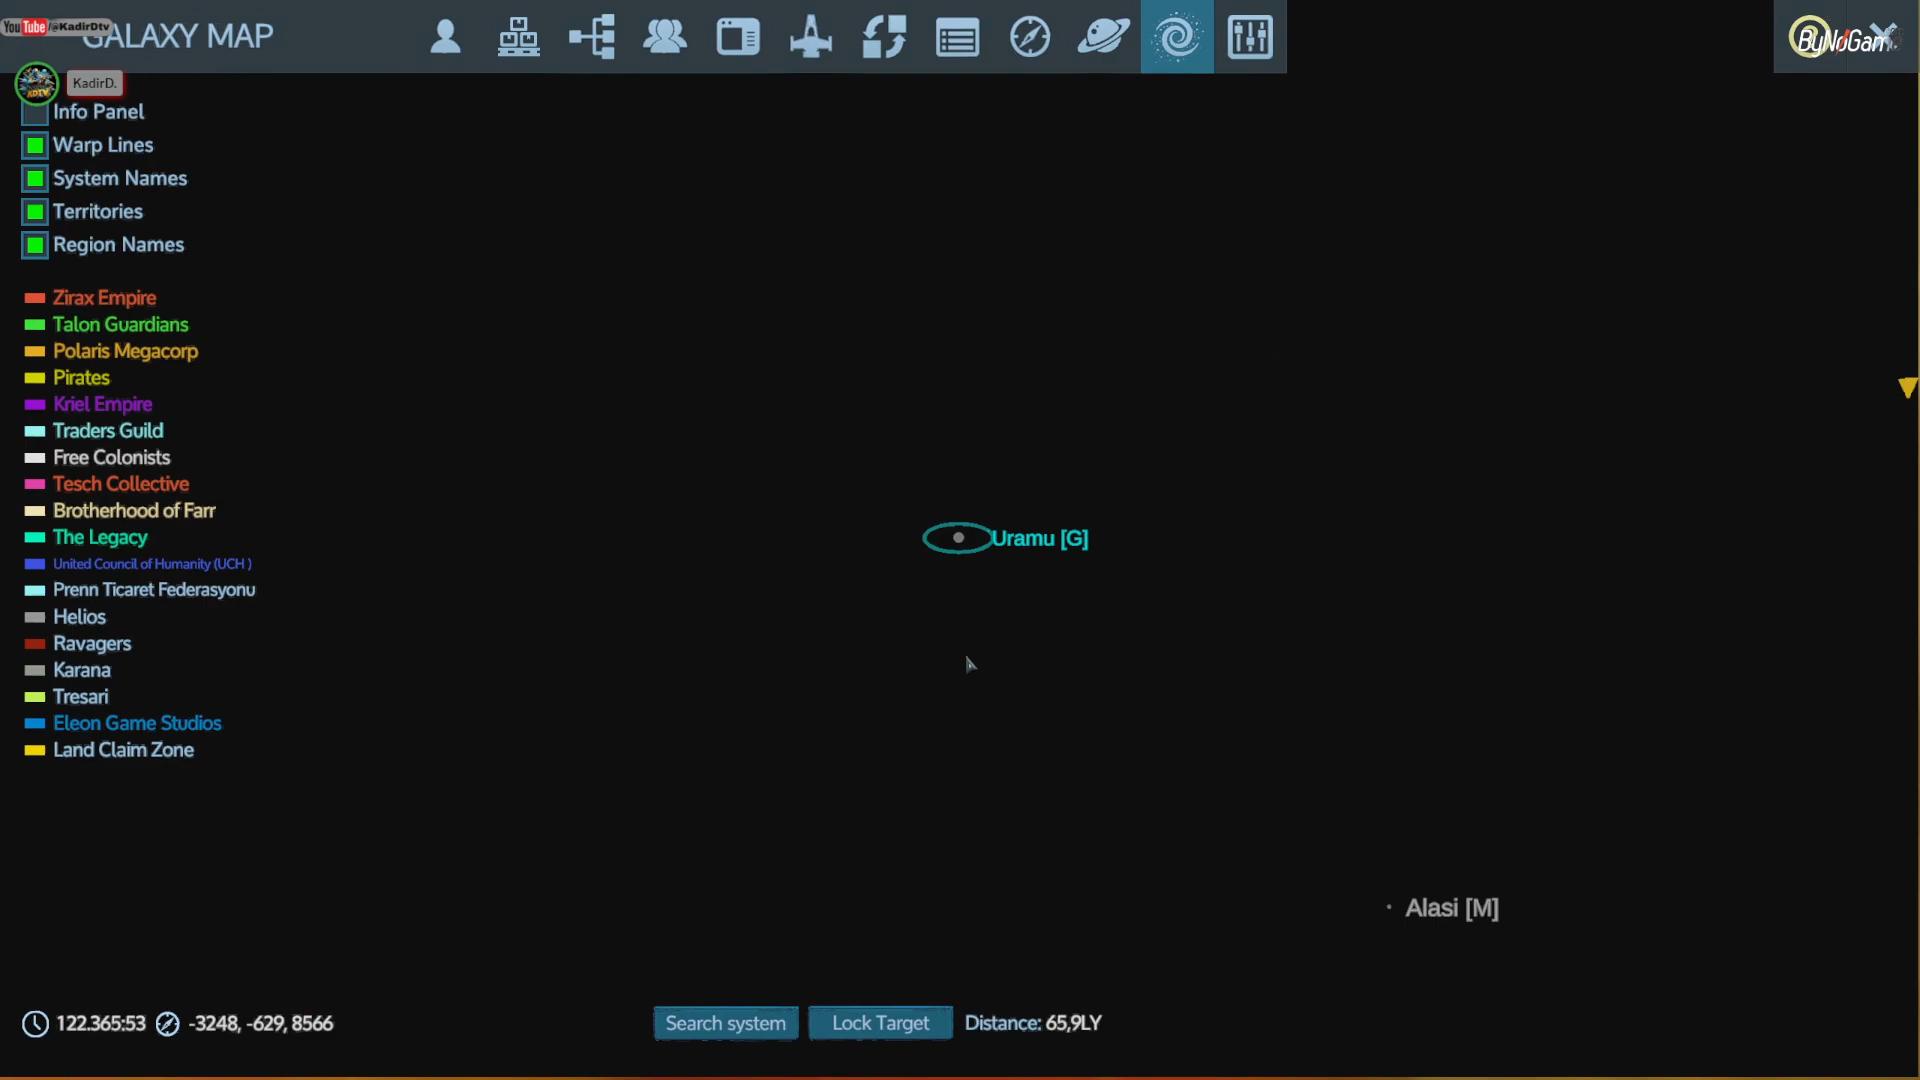 YouTube /@KadirDtv
GALAXY MAP
ByNoGam
KadirD.
Info Panel
Warp Lines
System Names
Territories
Region Names
Zirax Empire
Talon Guardians
Polaris Megacorp
Pirates
Kriel Empire
Traders Guild
Free Colonists
Tesch Collective
Brotherhood of Farr
The Legacy
United Council of Humanity (UCH )
Prenn Ticaret Federasyonu
Helios
Ravagers
Karana
Tresari
Eleon Game Studios
Land Claim Zone
Uramu [G]
Alasi [M]
122.365:53 -3248, -629, 8566
Search system Lock Target Distance: 65,9LY